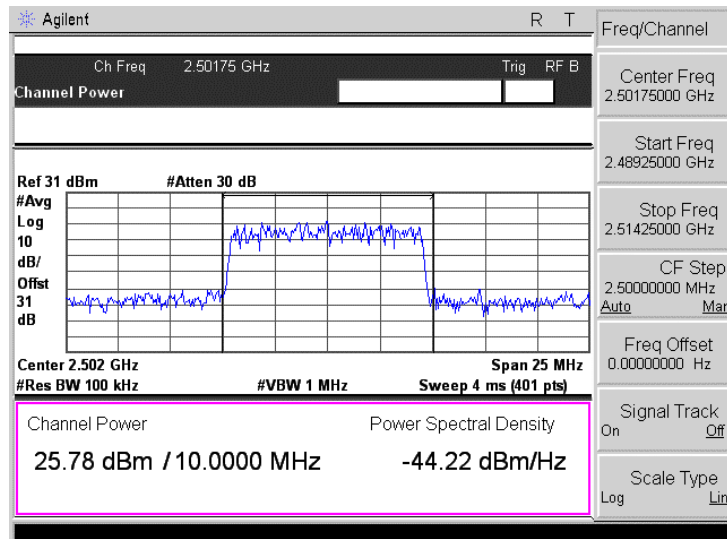 Agilent R T
Ch Freq 2.50175 GHz Trig RF B
Channel Power
Ref 31 dBm #Atten 30 dB
#Avg
Log
10
dB/
Offst
31
dB
Center 2.502 GHz Span 25 MHz
#Res BW 100 kHz #VBW 1 MHz Sweep 4 ms (401 pts)
Channel Power Power Spectral Density
25.78 dBm / 10.0000 MHz -44.22 dBm/Hz
Freq/Channel
Center Freq
2.50175000 GHz
Start Freq
2.48925000 GHz
Stop Freq
2.51425000 GHz
CF Step
2.50000000 MHz
Auto Man
Freq Offset
0.00000000 Hz
Signal Track
On Off
Scale Type
Log Lin